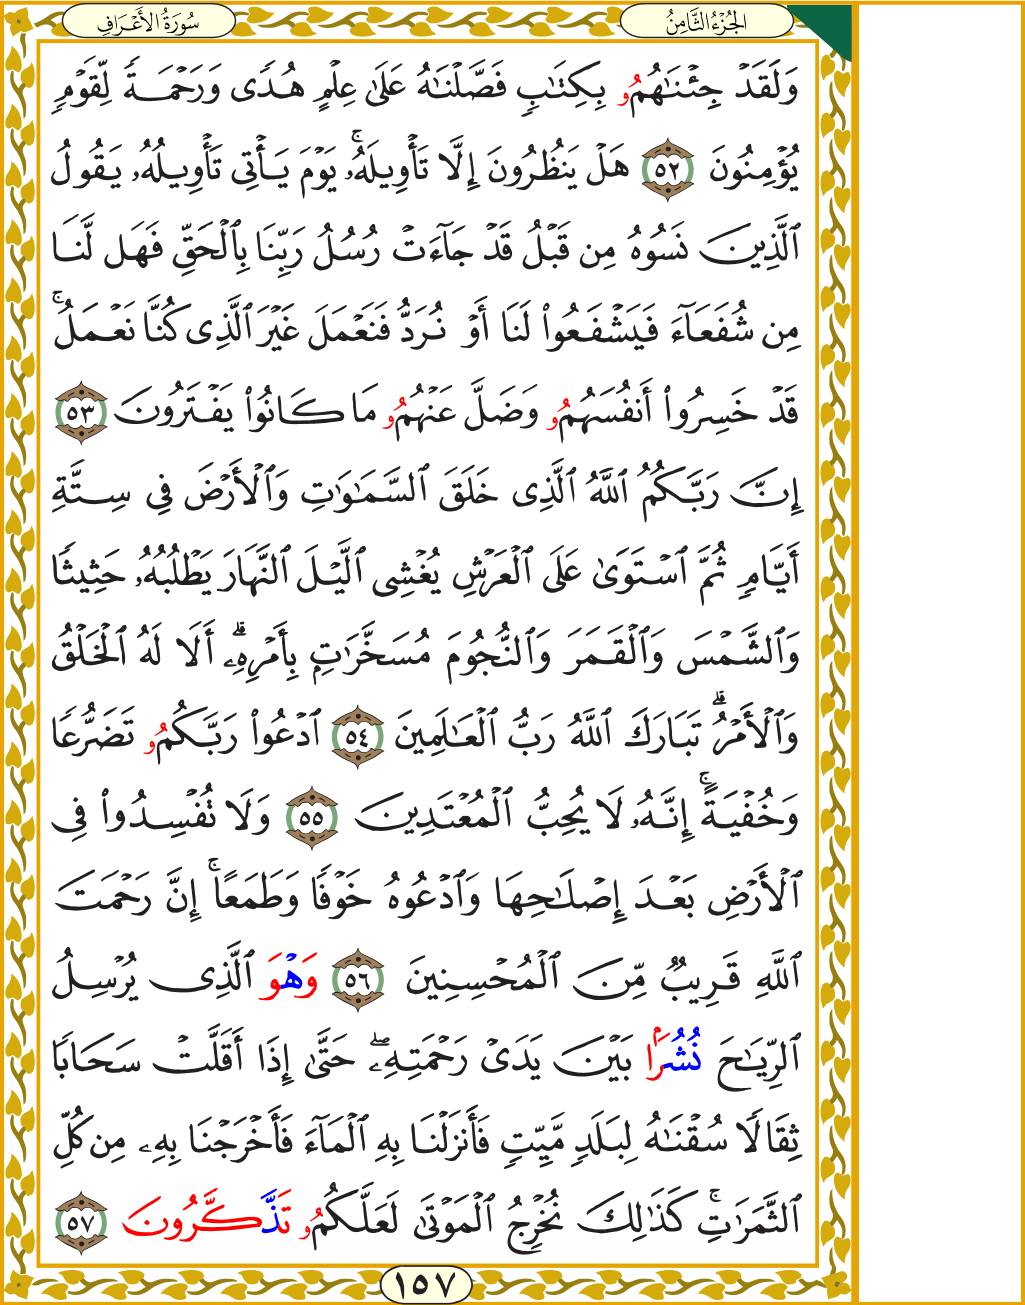 سُورَةُ الأَعْرَافِ
الجُزْءُ الثَّامِنُ
وَلَقَدْ جِئْنَٰهُمُۥ بِكِتَٰبٖ فَصَّلْنَٰهُ عَلَىٰ عِلْمٍ هُدٗى وَرَحْمَةٗ لِّقَوْمٖ
يُؤْمِنُونَ ٥٢ هَلْ يَنظُرُونَ إِلَّا تَأْوِيلَهُۥۚ يَوْمَ يَأْتِي تَأْوِيلُهُۥ يَقُولُ
ٱلَّذِينَ نَسُوهُ مِن قَبْلُ قَدْ جَآءَتْ رُسُلُ رَبِّنَا بِٱلْحَقِّ فَهَل لَّنَا
مِن شُفَعَآءَ فَيَشْفَعُوا۟ لَنَا أَوْ نُرَدُّ فَنَعْمَلَ غَيْرَ ٱلَّذِى كُنَّا نَعْمَلُۚ
قَدْ خَسِرُوا۟ أَنفُسَهُمُۥ وَضَلَّ عَنْهُمُۥ مَا كَانُوا۟ يَفْتَرُونَ ٥٣
إِنَّ رَبَّكُمُ ٱللَّهُ ٱلَّذِى خَلَقَ ٱلسَّمَٰوَٰتِ وَٱلْأَرْضَ فِى سِتَّةِ
أَيَّامٖ ثُمَّ ٱسْتَوَىٰ عَلَى ٱلْعَرْشِ يُغْشِى ٱلَّيْلَ ٱلنَّهَارَ يَطْلُبُهُۥ حَثِيثٗا
وَٱلشَّمْسَ وَٱلْقَمَرَ وَٱلنُّجُومَ مُسَخَّرَٰتِۭ بِأَمْرِهِۦۗ أَلَا لَهُ ٱلْخَلْقُ
وَٱلْأَمْرُۗ تَبَارَكَ ٱللَّهُ رَبُّ ٱلْعَٰلَمِينَ ٥٤ ٱدْعُوا۟ رَبَّكُمُۥ تَضَرُّعٗا
وَخُفْيَةًۚ إِنَّهُۥ لَا يُحِبُّ ٱلْمُعْتَدِينَ ٥٥ وَلَا تُفْسِدُوا۟ فِى
ٱلْأَرْضِ بَعْدَ إِصْلَٰحِهَا وَٱدْعُوهُ خَوْفٗا وَطَمَعًاۚ إِنَّ رَحْمَتَ
ٱللَّهِ قَرِيبٌ مِّنَ ٱلْمُحْسِنِينَ ٥٦ وَهْوَ ٱلَّذِى يُرْسِلُ
ٱلرِّيَٰحَ نُشُرَۢا بَيْنَ يَدَىْ رَحْمَتِهِۦۖ حَتَّىٰٓ إِذَا أَقَلَّتْ سَحَابٗا
ثِقَالٗا سُقْنَٰهُ لِبَلَدٖ مَّيِّتٖ فَأَنزَلْنَا بِهِ ٱلْمَآءَ فَأَخْرَجْنَا بِهِۦ مِن كُلِّ
ٱلثَّمَرَٰتِۚ كَذَٰلِكَ نُخْرِجُ ٱلْمَوْتَىٰ لَعَلَّكُمُۥ تَذَّكَّرُونَ ٥٧
١٥٧